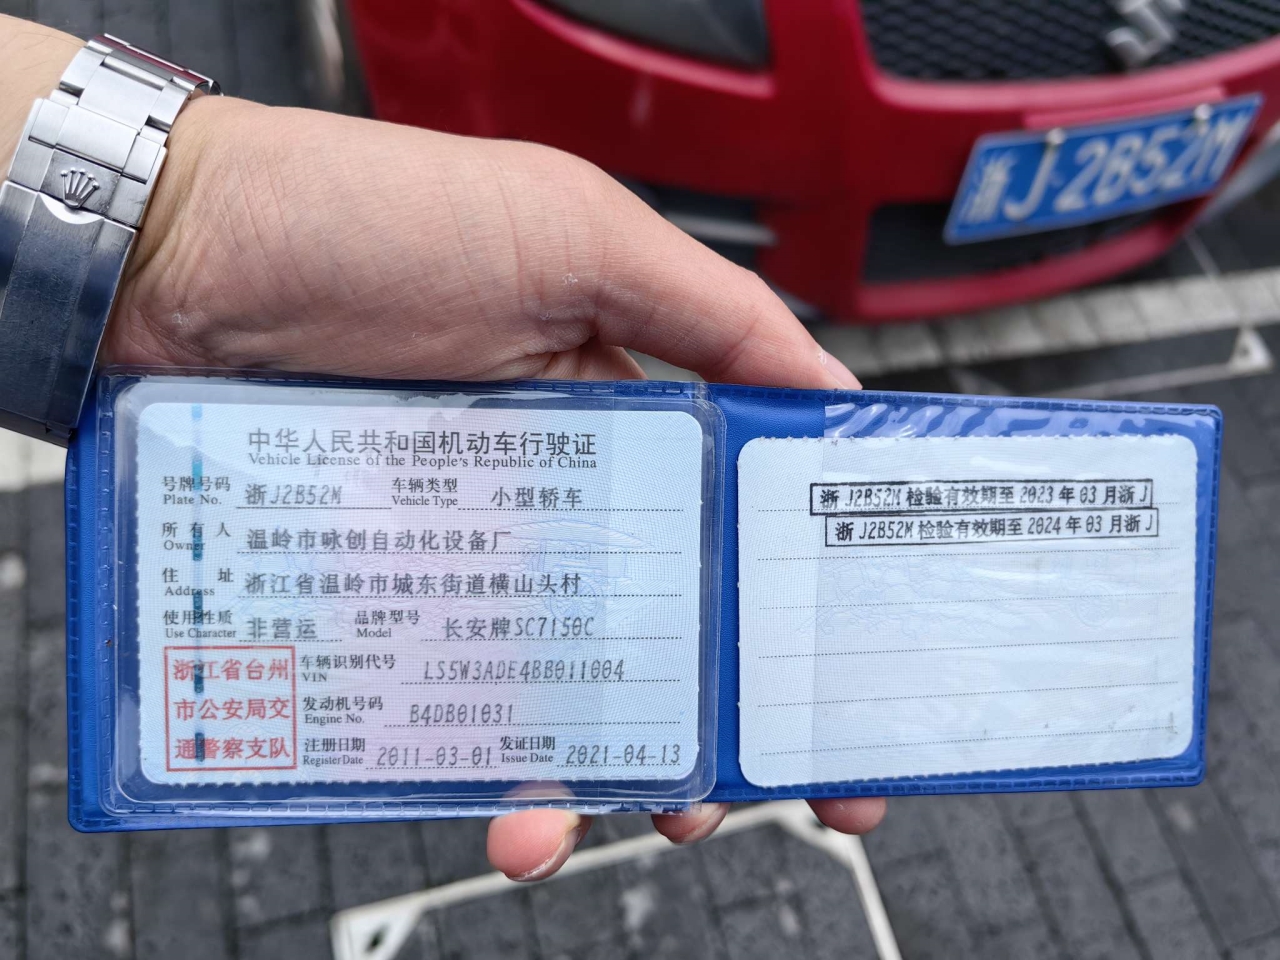 浙J 2B52M
中华人民共和国机动车行驶证
Vehicle License of the People's Republic of China
号牌号码 浙J2B52M 车辆类型 小型轿车
Plate No. Vehicle Type
所有人 温岭市咏创自动化设备厂
Owner
住址 浙江省温岭市城东街道横山头村
Address
使用性质 非营运 品牌型号 长安牌SC7150C
Use Character Model
浙江省台州
市公安局交
通警察支队
车辆识别代号 LS5W3ADE4BB011004
VIN
发动机号码 B4DB01031
Engine No.
注册日期 2011-03-01 发证日期 2021-04-13
Register Date Issue Date
浙 J2B52M 检验有效期至 2023 年 03 月浙 J
浙 J2B52M 检验有效期至 2024 年 03 月浙 J